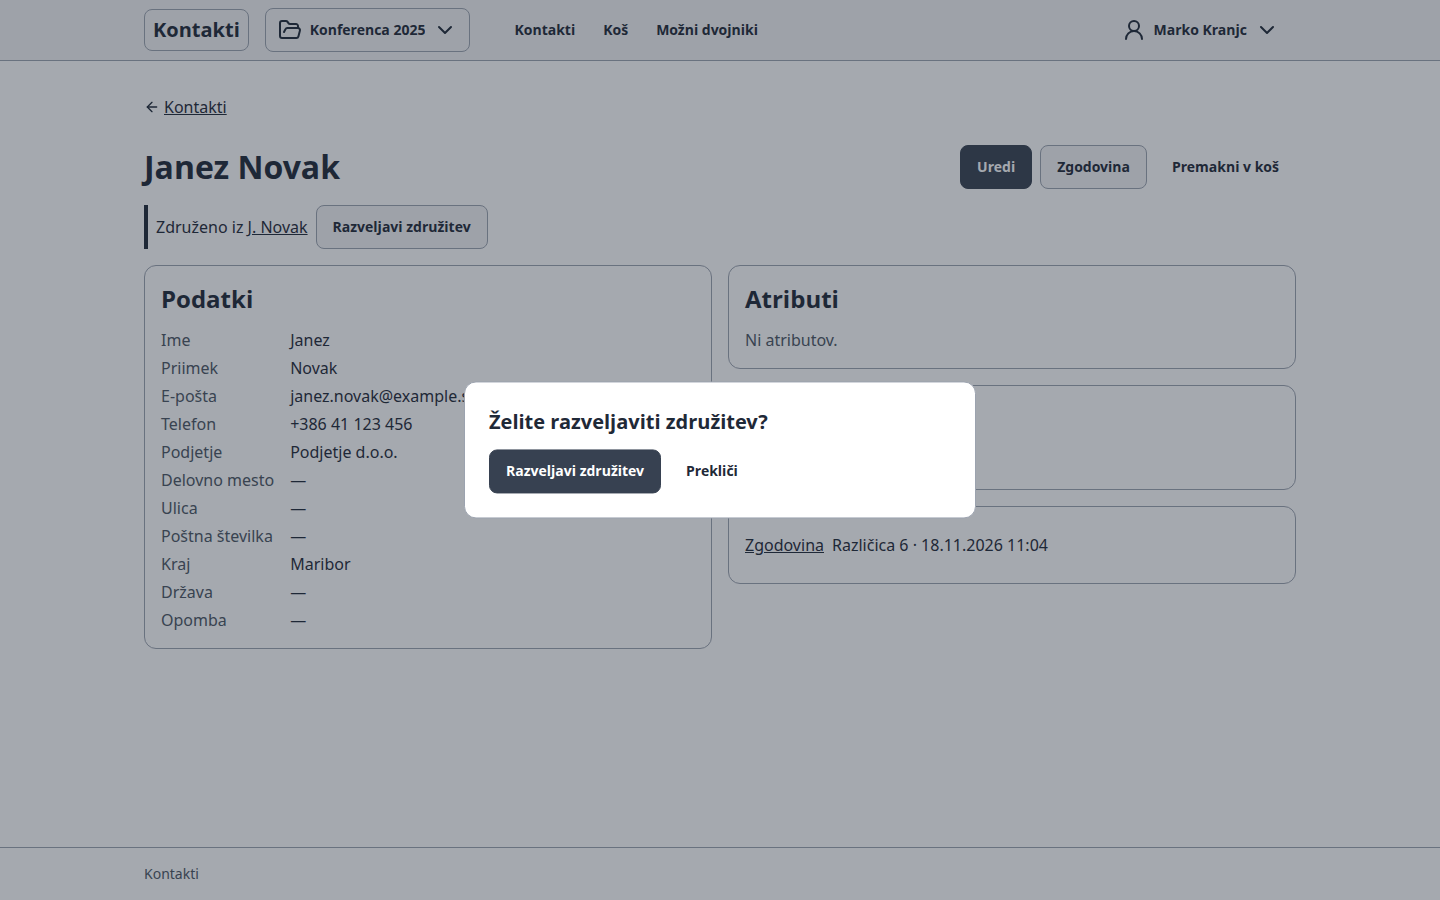 Kontakti
Konferenca 2025
Kontakti
Koš
Možni dvojniki
Marko Kranjc
Kontakti
Janez Novak
Uredi
Zgodovina
Premakni v koš
Združeno iz J. Novak
Razveljavi združitev
Podatki
Ime Janez
Priimek Novak
E-pošta janez.novak@example.
Telefon +386 41 123 456
Podjetje Podjetje d.o.o.
Delovno mesto —
Ulica —
Poštna številka —
Kraj Maribor
Država —
Opomba —
Atributi
Ni atributov.
Želite razveljaviti združitev?
Razveljavi združitev
Prekliči
Zgodovina Različica 6 · 18.11.2026 11:04
Kontakti